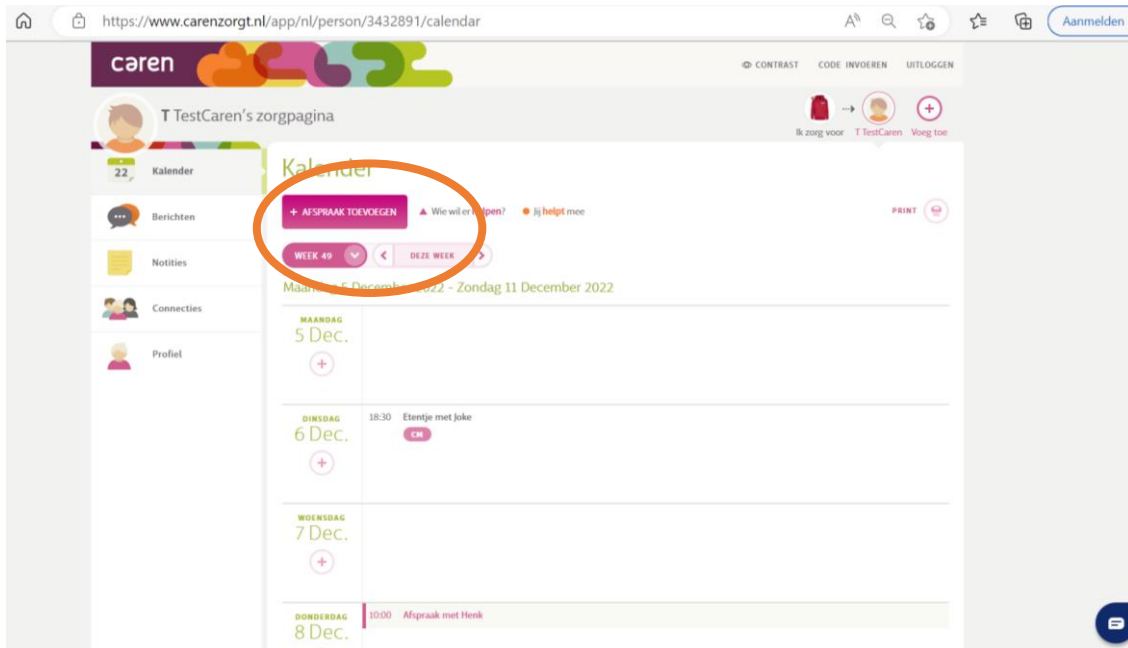 https://www.carenzorgt.nl/app/nl/person/3432891/calendar
Aanmelden
caren
CONTRAST CODE INVOEREN UITLOGGEN
T TestCaren's zorgpagina
Ik zorg voor T TestCaren Voeg toe
22 Kalender
Berichten
Notities
Connecties
Profiel
Kalender
+ AFSPRAAK TOEVOEGEN Wie wil er helpen? Jij helpt mee PRINT
WEEK 49 DEZE WEEK
Maandag 5 December 2022 - Zondag 11 December 2022
MAANDAG
5 Dec.
DINSDAG 18:30 Etentje met Joke
6 Dec. CM
WOENSDAG
7 Dec.
DONDERDAG 10:00 Afspraak met Henk
8 Dec.